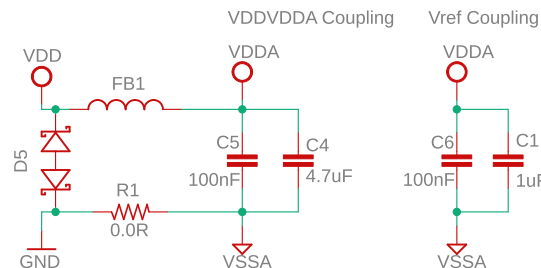 VDDVDDA Coupling
Vref Coupling
VDD
VDDA
VDDA
FB1
C5
C4
C6
C1
D5
100nF
4.7uF
100nF
1uF
R1
0.0R
GND
VSSA
VSSA